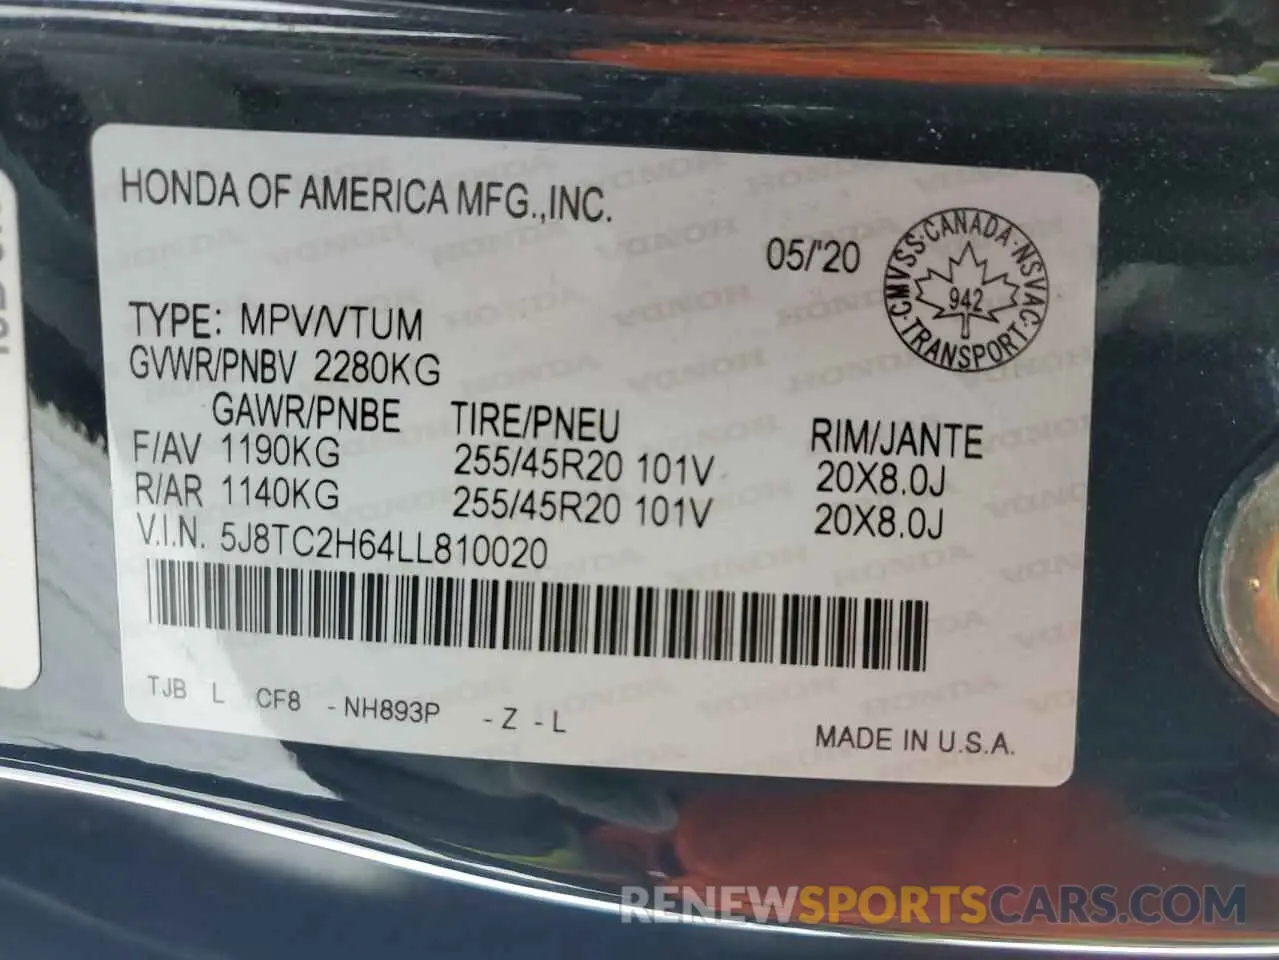 HONDA OF AMERICA MFG.,INC.
05/'20
CMVSS·CANADA·NSVAC·TRANSPORT·
942
TYPE: MPV/VTUM
GVWR/PNBV 2280KG
GAWR/PNBE TIRE/PNEU RIM/JANTE
F/AV 1190KG 255/45R20 101V 20X8.0J
R/AR 1140KG 255/45R20 101V 20X8.0J
V.I.N. 5J8TC2H64LL810020
TJB L CF8 -NH893P -Z -L
MADE IN U.S.A.
RENEWSPORTSCARS.COM